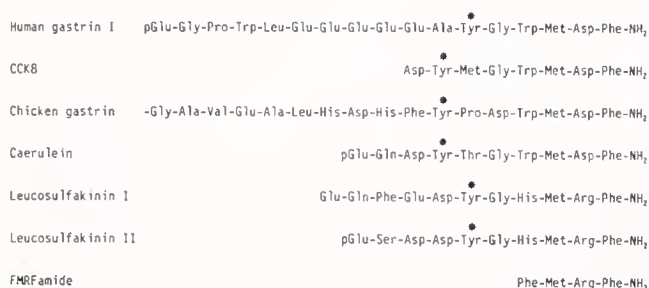 Human gastrin I pGlu-Gly-Pro-Trp-Leu-Glu-Glu-Glu-Glu-Glu-Ala-Tyr-Gly-Trp-Met-Asp-Phe-NH₂
CCK8 Asp-Tyr-Met-Gly-Trp-Met-Asp-Phe-NH₂
Chicken gastrin -Gly-Ala-Val-Glu-Ala-Leu-His-Asp-His-Phe-Tyr-Pro-Asp-Trp-Met-Asp-Phe-NH₂
Caerulein pGlu-Gln-Asp-Tyr-Thr-Gly-Trp-Met-Asp-Phe-NH₂
Leucosulfakinin I Glu-Gln-Phe-Glu-Asp-Tyr-Gly-His-Met-Arg-Phe-NH₂
Leucosulfakinin II pGlu-Ser-Asp-Asp-Tyr-Gly-His-Met-Arg-Phe-NH₂
FMRFamide Phe-Met-Arg-Phe-NH₂